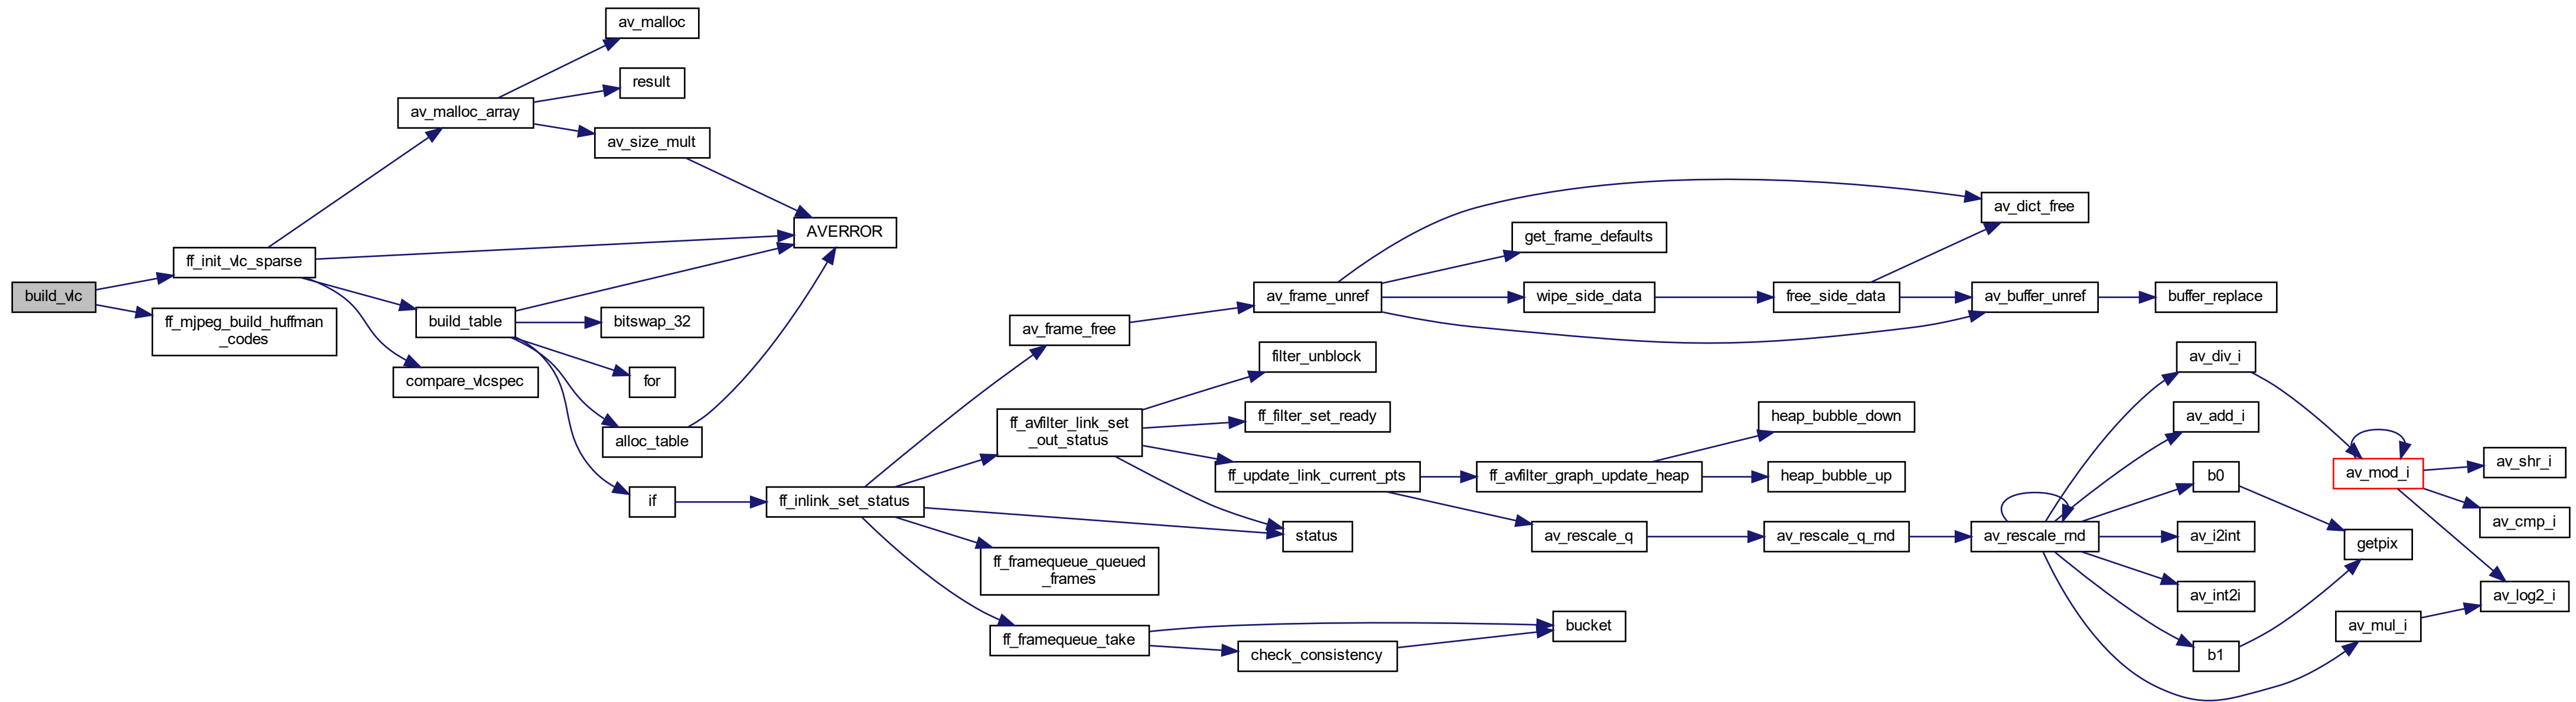 build_vlc
ff_init_vlc_sparse
ff_mjpeg_build_huffman
_codes
av_malloc_array
build_table
compare_vlcspec
av_malloc
result
av_size_mult
AVERROR
bitswap_32
for
alloc_table
if
ff_inlink_set_status
av_frame_free
ff_avfilter_link_set
_out_status
ff_framequeue_queued
_frames
ff_framequeue_take
av_frame_unref
filter_unblock
ff_filter_set_ready
ff_update_link_current_pts
status
check_consistency
get_frame_defaults
wipe_side_data
ff_avfilter_graph_update_heap
av_rescale_q
bucket
free_side_data
heap_bubble_down
heap_bubble_up
av_rescale_q_rnd
av_dict_free
av_buffer_unref
av_rescale_rnd
buffer_replace
av_div_i
av_add_i
b0
av_i2int
av_int2i
b1
av_mod_i
getpix
av_mul_i
av_shr_i
av_cmp_i
av_log2_i